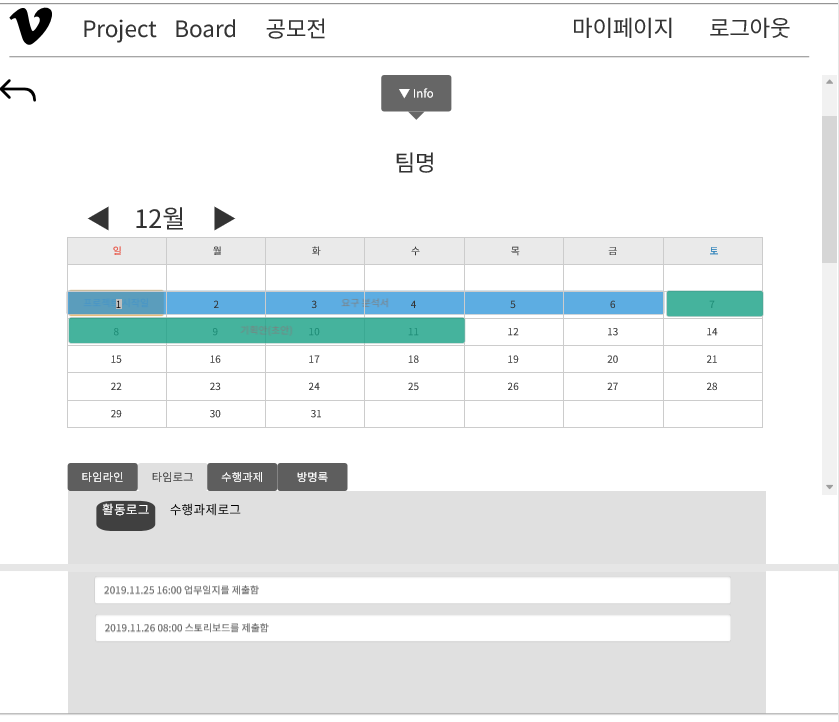 Project Board 공모전 마이페이지 로그아웃
▼ Info
팀명
◀ 12월 ▶
일 월 화 수 목 금 토
1 2 3 요구 분석서 4 5 6 7
8 9 기획안(초안) 10 11 12 13 14
15 16 17 18 19 20 21
22 23 24 25 26 27 28
29 30 31
타임라인 타임로그 수행과제 방명록
활동로그 수행과제로그
2019.11.25 16:00 업무일지를 제출함
2019.11.26 08:00 스토리보드를 제출함